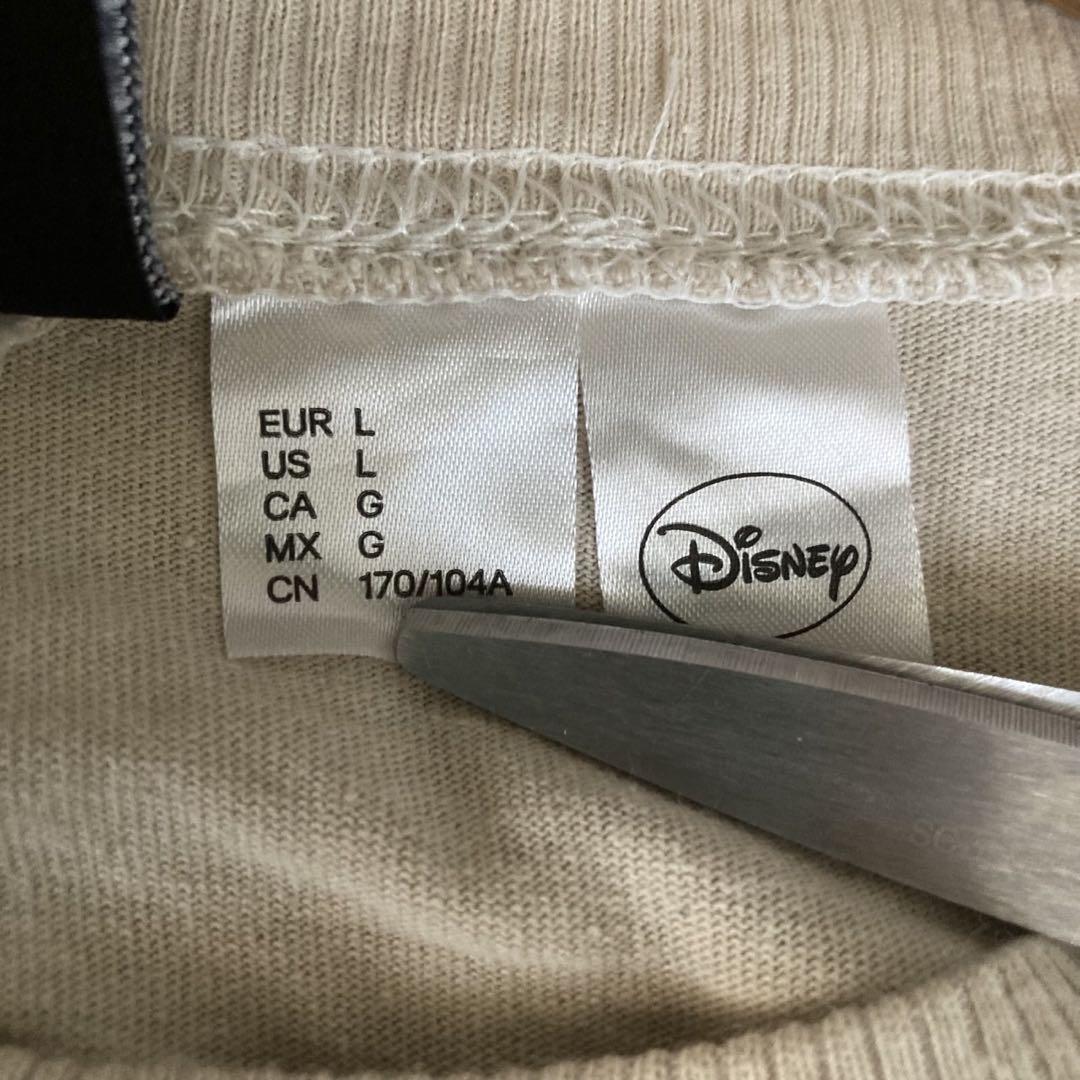 EUR L
US L
CA G
MX G
CN 170/104A
Disney